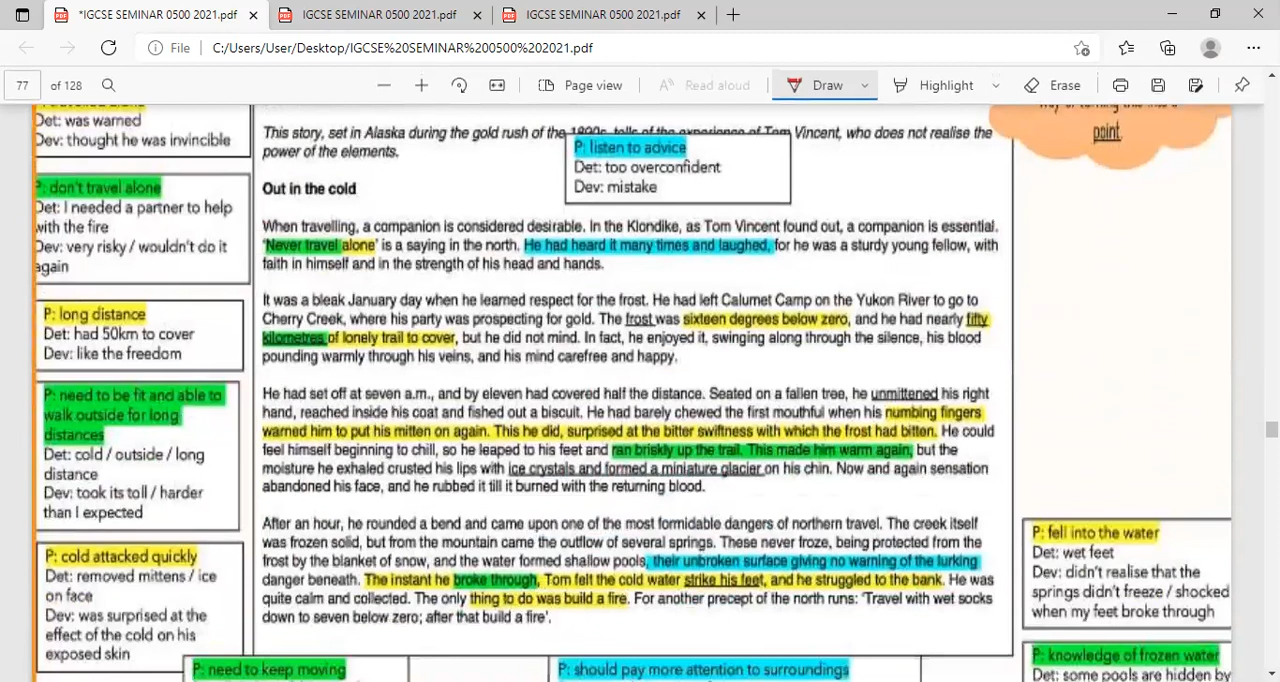 *IGCSE SEMINAR 0500 2021.pdf
IGCSE SEMINAR 0500 2021.pdf
IGCSE SEMINAR 0500 2021.pdf
File
C:/Users/User/Desktop/IGCSE%20SEMINAR%200500%202021.pdf
77 of 128
Page view
Read aloud
Draw
Highlight
Erase
Det: was warned
Dev: thought he was invincible
P: don't travel alone
Det: I needed a partner to help
with the fire
Dev: very risky / wouldn't do it
again
P: long distance
Det: had 50km to cover
Dev: like the freedom
P: need to be fit and able to
walk outside for long
distances
Det: cold / outside / long
distance
Dev: took its toll / harder
than I expected
P: cold attacked quickly
Det: removed mittens / ice
on face
Dev: was surprised at the
effect of the cold on his
exposed skin
This story, set in Alaska during the gold rush of the 1890s, tells of the experience of Tom Vincent, who does not realise the
power of the elements.
P: listen to advice
Det: too overconfident
Dev: mistake
Out in the cold
When travelling, a companion is considered desirable. In the Klondike, as Tom Vincent found out, a companion is essential.
'Never travel alone' is a saying in the north. He had heard it many times and laughed, for he was a sturdy young fellow, with
faith in himself and in the strength of his head and hands.
It was a bleak January day when he learned respect for the frost. He had left Calumet Camp on the Yukon River to go to
Cherry Creek, where his party was prospecting for gold. The frost was sixteen degrees below zero, and he had nearly fifty
kilometres of lonely trail to cover, but he did not mind. In fact, he enjoyed it, swinging along through the silence, his blood
pounding warmly through his veins, and his mind carefree and happy.
He had set off at seven a.m., and by eleven had covered half the distance. Seated on a fallen tree, he unmittened his right
hand, reached inside his coat and fished out a biscuit. He had barely chewed the first mouthful when his numbing fingers
warned him to put his mitten on again. This he did, surprised at the bitter swiftness with which the frost had bitten. He could
feel himself beginning to chill, so he leaped to his feet and ran briskly up the trail. This made him warm again, but the
moisture he exhaled crusted his lips with ice crystals and formed a miniature glacier on his chin. Now and again sensation
abandoned his face, and he rubbed it till it burned with the returning blood.
After an hour, he rounded a bend and came upon one of the most formidable dangers of northern travel. The creek itself
was frozen solid, but from the mountain came the outflow of several springs. These never froze, being protected from the
frost by the blanket of snow, and the water formed shallow pools, their unbroken surface giving no warning of the lurking
danger beneath. The instant he broke through, Tom felt the cold water strike his feet, and he struggled to the bank. He was
quite calm and collected. The only thing to do was build a fire. For another precept of the north runs: 'Travel with wet socks
down to seven below zero; after that build a fire'.
P: need to keep moving
P: should pay more attention to surroundings
point.
P: fell into the water
Det: wet feet
Dev: didn't realise that the
springs didn't freeze / shocked
when my feet broke through
P: knowledge of frozen water
Det: some pools are hidden by